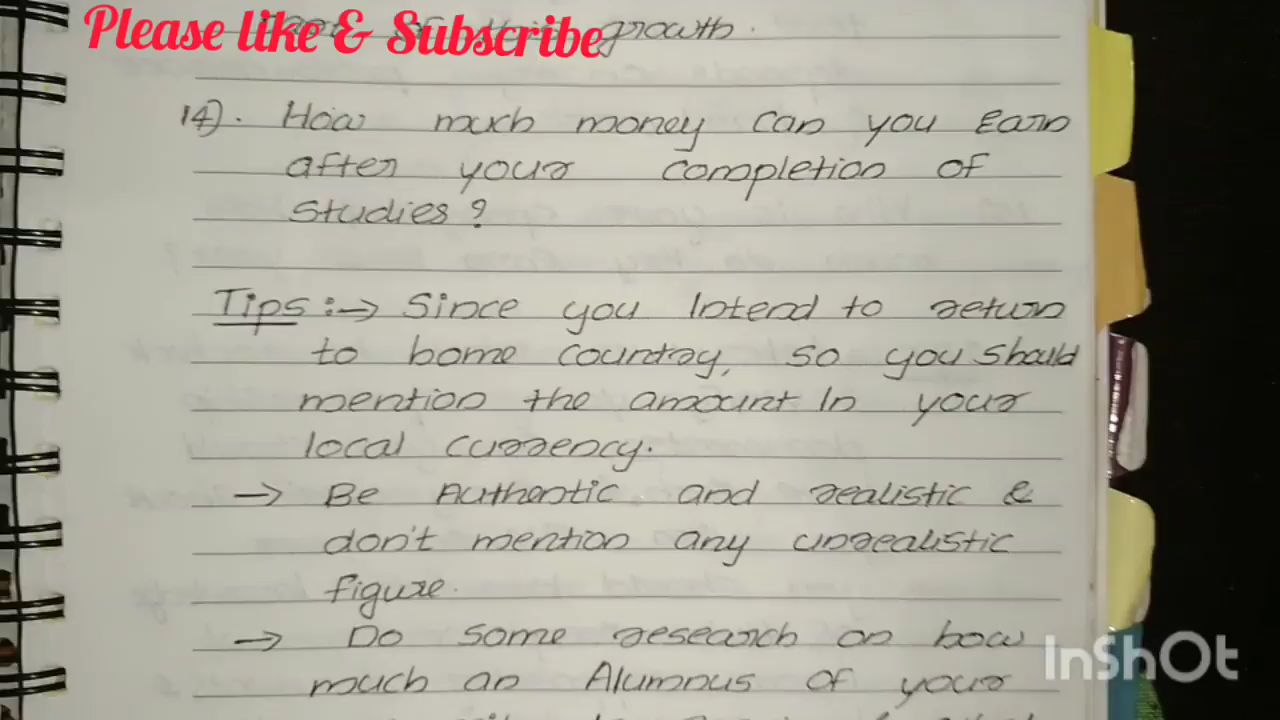 Please like & Subscribe
growth.
14). How much money can you Earn
after your completion of
Studies?
Tips :-> Since you Intend to return
to home country, so you should
mention the amount In your
local currency.
-> Be Authentic and realistic &
don't mention any unrealistic
figure.
-> Do some research on how
much an Alumnus of your
InShOt